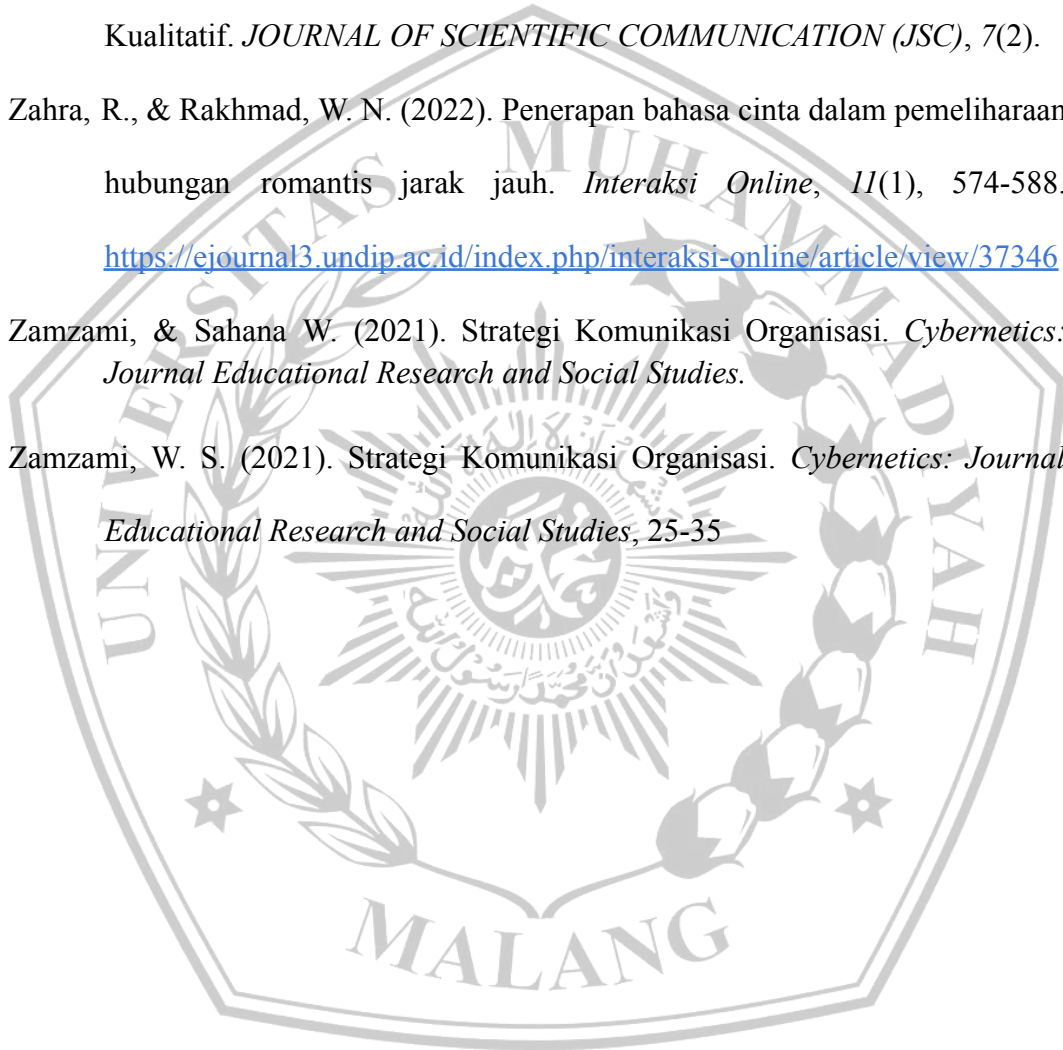 Kualitatif. JOURNAL OF SCIENTIFIC COMMUNICATION (JSC), 7(2).
Zahra, R., & Rakhmad, W. N. (2022). Penerapan bahasa cinta dalam pemeliharaan
hubungan romantis jarak jauh. Interaksi Online, 11(1), 574-588.
https://ejournal3.undip.ac.id/index.php/interaksi-online/article/view/37346
Zamzami, & Sahana W. (2021). Strategi Komunikasi Organisasi. Cybernetics:
Journal Educational Research and Social Studies.
Zamzami, W. S. (2021). Strategi Komunikasi Organisasi. Cybernetics: Journal
Educational Research and Social Studies, 25-35
UNIVERSITAS MUHAMMADIYAH
MALANG